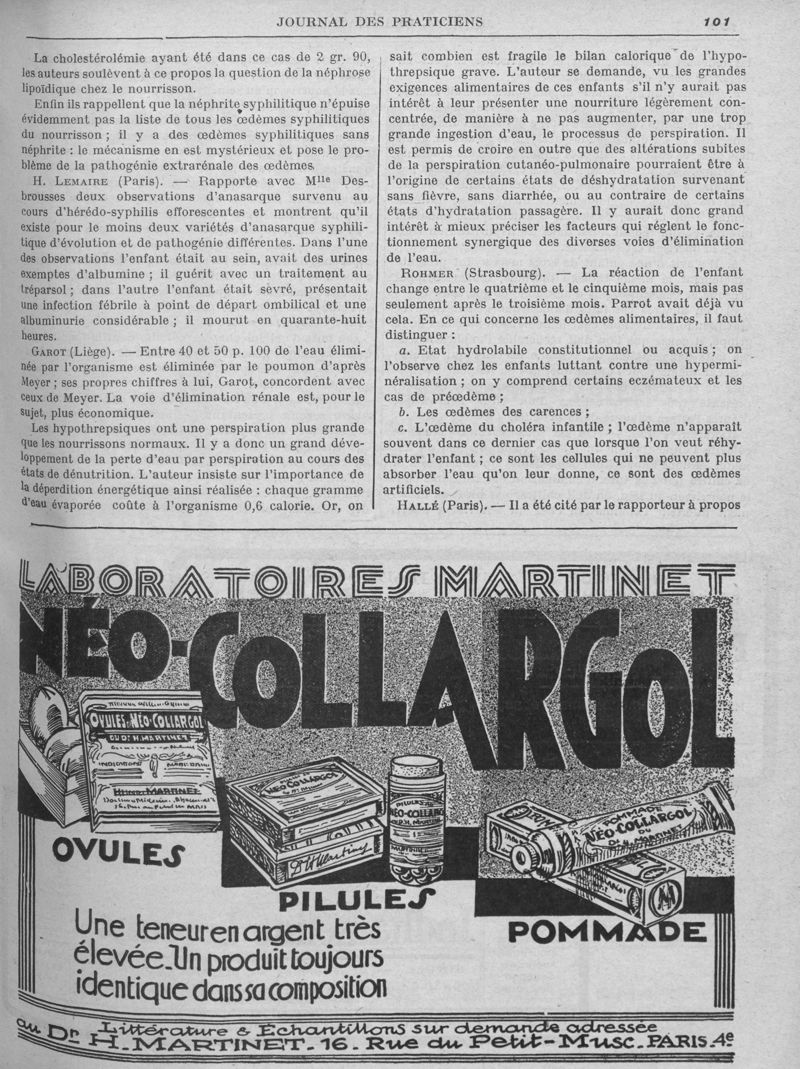 JOURNAL DES PRATICIENS 101
La cholestérolémie ayant été dans ce cas de 2 gr. 90,
les auteurs soulèvent à ce propos la question de la néphrose
lipoïdique chez le nourrisson.
Enfin ils rappellent que la néphrite syphilitique n'épuise
évidemment pas la liste de tous les œdèmes syphilitiques
du nourrisson ; il y a des œdèmes syphilitiques sans
néphrite : le mécanisme en est mystérieux et pose le pro-
blème de la pathogénie extrarénale des œdèmes.
H. LEMAIRE (Paris). — Rapporte avec Mlle Des-
brousses deux observations d'anasarque survenu au
cours d'hérédo-syphilis efflorescentes et montrent qu'il
existe pour le moins deux variétés d'anasarque syphili-
tique d'évolution et de pathogénie différentes. Dans l'une
des observations l'enfant était au sein, avait des urines
exemptes d'albumine ; il guérit avec un traitement au
tréparsol ; dans l'autre l'enfant était sevré, présentait
une infection fébrile à point de départ ombilical et une
albuminurie considérable ; il mourut en quarante-huit
heures.
GAROT (Liège). — Entre 40 et 50 p. 100 de l'eau élimi-
née par l'organisme est éliminée par le poumon d'après
Meyer ; ses propres chiffres à lui, Garot, concordent avec
ceux de Meyer. La voie d'élimination rénale est, pour le
sujet, plus économique.
Les hypothrepsiques ont une perspiration plus grande
que les nourrissons normaux. Il y a donc un grand déve-
loppement de la perte d'eau par perspiration au cours des
états de dénutrition. L'auteur insiste sur l'importance de
la déperdition énergétique ainsi réalisée : chaque gramme
d'eau évaporée coûte à l'organisme 0,6 calorie. Or, on
sait combien est fragile le bilan calorique de l'hypo-
threpsique grave. L'auteur se demande, vu les grandes
exigences alimentaires de ces enfants s'il n'y aurait pas
intérêt à leur présenter une nourriture légèrement con-
centrée, de manière à ne pas augmenter, par une trop
grande ingestion d'eau, le processus de perspiration. Il
est permis de croire en outre que des altérations subites
de la perspiration cutanéo-pulmonaire pourraient être à
l'origine de certains états de déshydratation survenant
sans fièvre, sans diarrhée, ou au contraire de certains
états d'hydratation passagère. Il y aurait donc grand
intérêt à mieux préciser les facteurs qui règlent le fonc-
tionnement synergique des diverses voies d'élimination
de l'eau.
ROHMER (Strasbourg). — La réaction de l'enfant
change entre le quatrième et le cinquième mois, mais pas
seulement après le troisième mois. Parrot avait déjà vu
cela. En ce qui concerne les œdèmes alimentaires, il faut
distinguer :
a. Etat hydrolabile constitutionnel ou acquis ; on
l'observe chez les enfants luttant contre une hypermi-
néralisation ; on y comprend certains eczémateux et les
cas de préœdème ;
b. Les œdèmes des carences ;
c. L'œdème du choléra infantile ; l'œdème n'apparaît
souvent dans ce dernier cas que lorsque l'on veut réhy-
drater l'enfant ; ce sont les cellules qui ne peuvent plus
absorber l'eau qu'on leur donne, ce sont des œdèmes
artificiels.
HALLÉ (Paris). — Il a été cité par le rapporteur à propos
LABORATOIRES MARTINET
NÉO-COLLARGOL
OVULES NÉO-COLLARGOL
DU DR H. MARTINET
INDICATIONS
HENRI MARTINET
NÉO COLLARGOL
Dr H Martinet
PILULES
NÉO-COLLARGOL
POMMADE
NÉO-COLLARGOL
DU
DR H. MARTINET
OVULES
PILULES
POMMADE
Une teneur en argent très
élevée. Un produit toujours
identique dans sa composition
Littérature & Échantillons sur demande adressée
au DR H. MARTINET. 16. Rue du Petit-Musc. PARIS. 4e